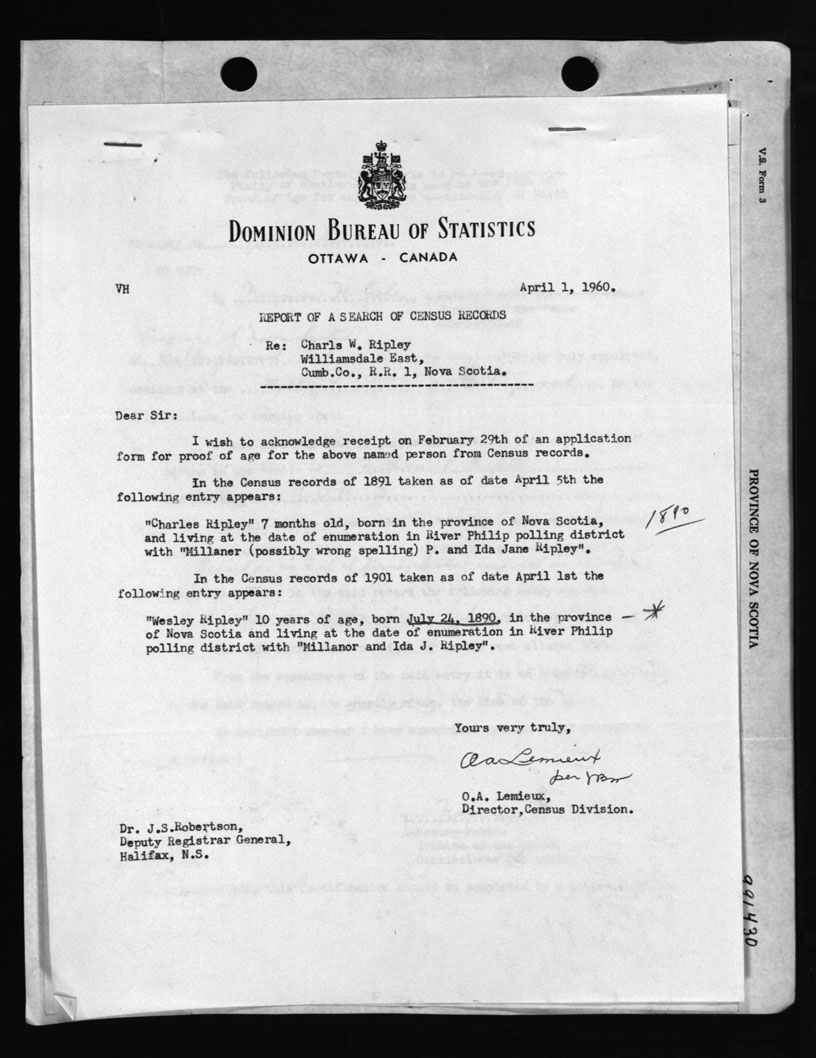 DOMINION BUREAU OF STATISTICS
OTTAWA - CANADA
VH
April 1, 1960.
REPORT OF A SEARCH OF CENSUS RECORDS
Re: Charls W. Ripley
Williamsdale East,
Cumb.Co., R.R. 1, Nova Scotia.
Dear Sir:
I wish to acknowledge receipt on February 29th of an application
form for proof of age for the above named person from Census records.
In the Census records of 1891 taken as of date April 5th the
following entry appears:
"Charles Ripley" 7 months old, born in the province of Nova Scotia,
and living at the date of enumeration in River Philip polling district
with "Millaner (possibly wrong spelling) P. and Ida Jane Ripley".
1890
In the Census records of 1901 taken as of date April 1st the
following entry appears:
"Wesley Ripley" 10 years of age, born July 24, 1890, in the province
of Nova Scotia and living at the date of enumeration in River Philip
polling district with "Millanor and Ida J. Ripley".
Yours very truly,
O.A. Lemieux
per
O.A. Lemieux,
Director,Census Division.
Dr. J.S.Robertson,
Deputy Registrar General,
Halifax, N.S.
V.S. Form 3
PROVINCE OF NOVA SCOTIA
991430